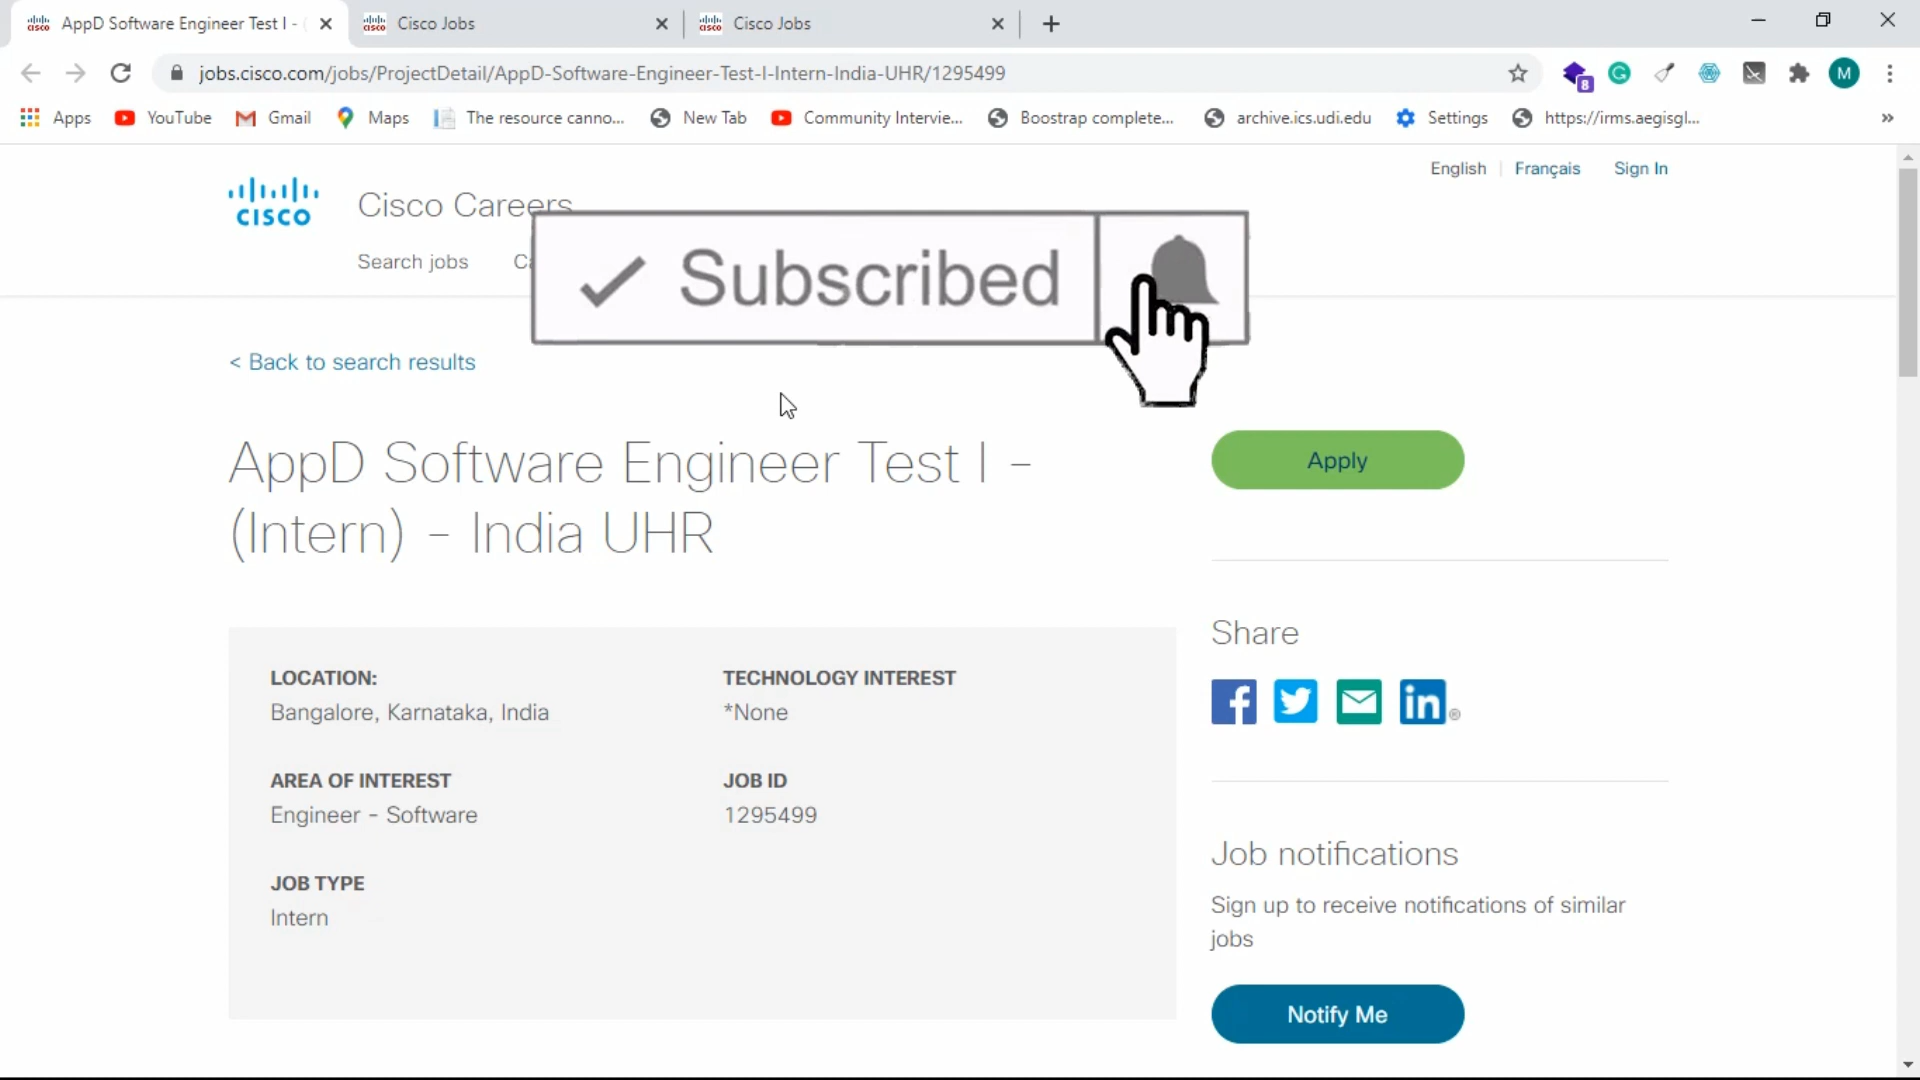 AppD Software Engineer Test I -
Cisco Jobs
Cisco Jobs
jobs.cisco.com/jobs/ProjectDetail/AppD-Software-Engineer-Test-I-Intern-India-UHR/1295499
8
M
Apps
YouTube
Gmail
Maps
The resource canno...
New Tab
Community Intervie...
Boostrap complete...
archive.ics.udi.edu
Settings
https://irms.aegisgl...
»
English
Français
Sign In
CISCO
Cisco Careers
Search jobs
Subscribed
< Back to search results
AppD Software Engineer Test I -
(Intern) - India UHR
Apply
LOCATION:
Bangalore, Karnataka, India
TECHNOLOGY INTEREST
*None
AREA OF INTEREST
Engineer - Software
JOB ID
1295499
JOB TYPE
Intern
Share
in
Job notifications
Sign up to receive notifications of similar
jobs
Notify Me